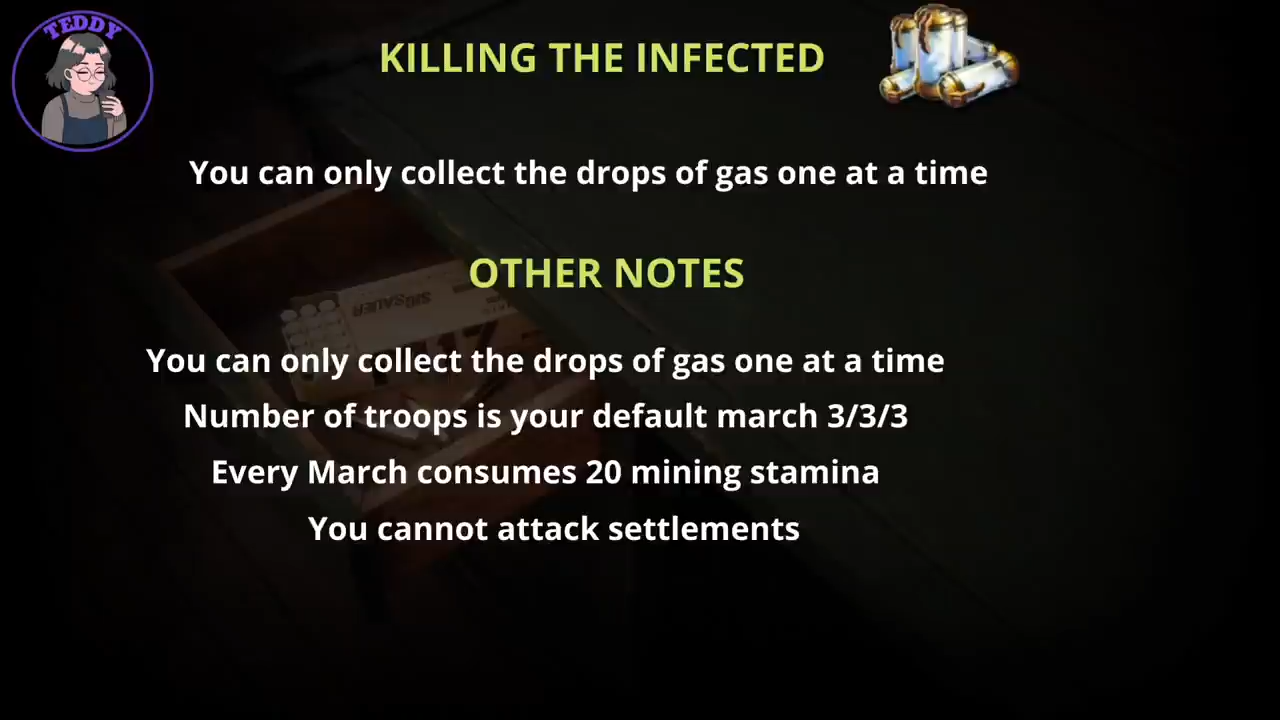 TEDDY
KILLING THE INFECTED
You can only collect the drops of gas one at a time
OTHER NOTES
SIGSAUER
You can only collect the drops of gas one at a time
Number of troops is your default march 3/3/3
Every March consumes 20 mining stamina
You cannot attack settlements